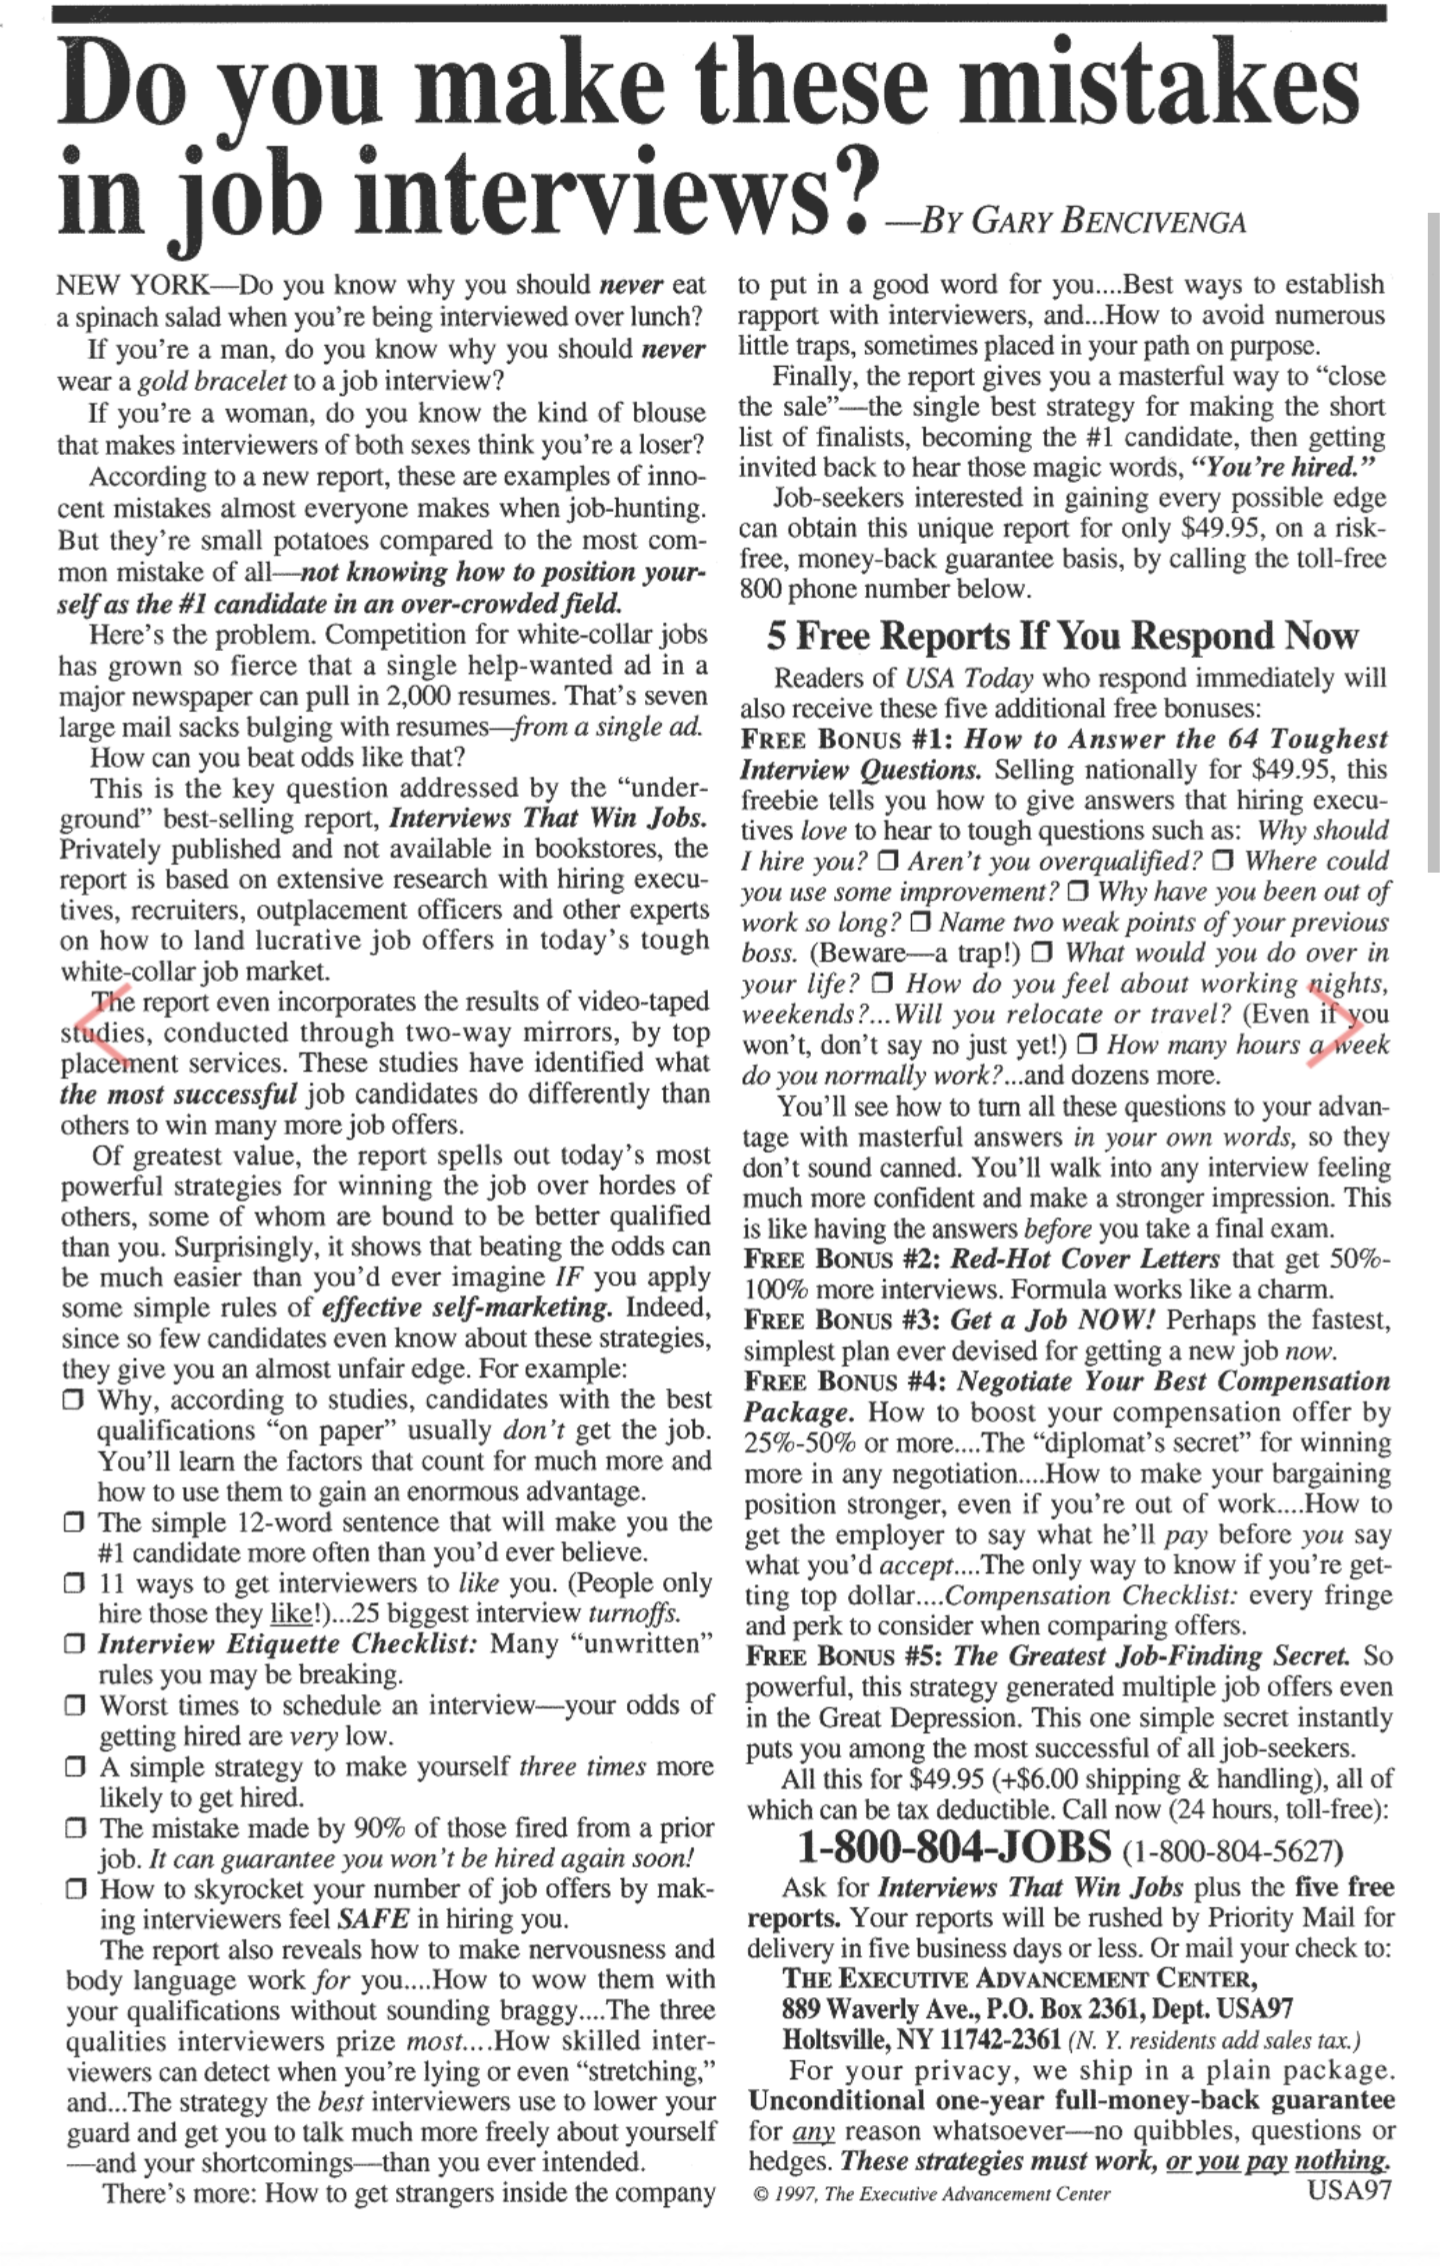 Do you make these mistakes
in job interviews? —BY GARY BENCIVENGA
NEW YORK—Do you know why you should never eat
a spinach salad when you're being interviewed over lunch?
If you're a man, do you know why you should never
wear a gold bracelet to a job interview?
If you're a woman, do you know the kind of blouse
that makes interviewers of both sexes think you're a loser?
According to a new report, these are examples of inno-
cent mistakes almost everyone makes when job-hunting.
But they're small potatoes compared to the most com-
mon mistake of all—not knowing how to position your-
self as the #1 candidate in an over-crowded field.
Here's the problem. Competition for white-collar jobs
has grown so fierce that a single help-wanted ad in a
major newspaper can pull in 2,000 resumes. That's seven
large mail sacks bulging with resumes—from a single ad.
How can you beat odds like that?
This is the key question addressed by the “under-
ground” best-selling report, Interviews That Win Jobs.
Privately published and not available in bookstores, the
report is based on extensive research with hiring execu-
tives, recruiters, outplacement officers and other experts
on how to land lucrative job offers in today's tough
white-collar job market.
The report even incorporates the results of video-taped
studies, conducted through two-way mirrors, by top
placement services. These studies have identified what
the most successful job candidates do differently than
others to win many more job offers.
Of greatest value, the report spells out today's most
powerful strategies for winning the job over hordes of
others, some of whom are bound to be better qualified
than you. Surprisingly, it shows that beating the odds can
be much easier than you'd ever imagine IF you apply
some simple rules of effective self-marketing. Indeed,
since so few candidates even know about these strategies,
they give you an almost unfair edge. For example:
❒ Why, according to studies, candidates with the best
qualifications “on paper” usually don't get the job.
You'll learn the factors that count for much more and
how to use them to gain an enormous advantage.
❒ The simple 12-word sentence that will make you the
#1 candidate more often than you'd ever believe.
❒ 11 ways to get interviewers to like you. (People only
hire those they like!)...25 biggest interview turnoffs.
❒ Interview Etiquette Checklist: Many “unwritten”
rules you may be breaking.
❒ Worst times to schedule an interview—your odds of
getting hired are very low.
❒ A simple strategy to make yourself three times more
likely to get hired.
❒ The mistake made by 90% of those fired from a prior
job. It can guarantee you won't be hired again soon!
❒ How to skyrocket your number of job offers by mak-
ing interviewers feel SAFE in hiring you.
The report also reveals how to make nervousness and
body language work for you....How to wow them with
your qualifications without sounding braggy....The three
qualities interviewers prize most....How skilled inter-
viewers can detect when you're lying or even “stretching,”
and...The strategy the best interviewers use to lower your
guard and get you to talk much more freely about yourself
—and your shortcomings—than you ever intended.
There's more: How to get strangers inside the company
to put in a good word for you....Best ways to establish
rapport with interviewers, and...How to avoid numerous
little traps, sometimes placed in your path on purpose.
Finally, the report gives you a masterful way to “close
the sale”—the single best strategy for making the short
list of finalists, becoming the #1 candidate, then getting
invited back to hear those magic words, “You're hired.”
Job-seekers interested in gaining every possible edge
can obtain this unique report for only $49.95, on a risk-
free, money-back guarantee basis, by calling the toll-free
800 phone number below.
5 Free Reports If You Respond Now
Readers of USA Today who respond immediately will
also receive these five additional free bonuses:
FREE BONUS #1: How to Answer the 64 Toughest
Interview Questions. Selling nationally for $49.95, this
freebie tells you how to give answers that hiring execu-
tives love to hear to tough questions such as: Why should
I hire you? ❒ Aren't you overqualified? ❒ Where could
you use some improvement? ❒ Why have you been out of
work so long? ❒ Name two weak points of your previous
boss. (Beware—a trap!) ❒ What would you do over in
your life? ❒ How do you feel about working nights,
weekends?...Will you relocate or travel? (Even if you
won't, don't say no just yet!) ❒ How many hours a week
do you normally work?...and dozens more.
You'll see how to turn all these questions to your advan-
tage with masterful answers in your own words, so they
don't sound canned. You'll walk into any interview feeling
much more confident and make a stronger impression. This
is like having the answers before you take a final exam.
FREE BONUS #2: Red-Hot Cover Letters that get 50%-
100% more interviews. Formula works like a charm.
FREE BONUS #3: Get a Job NOW! Perhaps the fastest,
simplest plan ever devised for getting a new job now.
FREE BONUS #4: Negotiate Your Best Compensation
Package. How to boost your compensation offer by
25%-50% or more....The “diplomat's secret” for winning
more in any negotiation....How to make your bargaining
position stronger, even if you're out of work....How to
get the employer to say what he'll pay before you say
what you'd accept....The only way to know if you're get-
ting top dollar....Compensation Checklist: every fringe
and perk to consider when comparing offers.
FREE BONUS #5: The Greatest Job-Finding Secret. So
powerful, this strategy generated multiple job offers even
in the Great Depression. This one simple secret instantly
puts you among the most successful of all job-seekers.
All this for $49.95 (+$6.00 shipping & handling), all of
which can be tax deductible. Call now (24 hours, toll-free):
1-800-804-JOBS (1-800-804-5627)
Ask for Interviews That Win Jobs plus the five free
reports. Your reports will be rushed by Priority Mail for
delivery in five business days or less. Or mail your check to:
THE EXECUTIVE ADVANCEMENT CENTER,
889 Waverly Ave., P.O. Box 2361, Dept. USA97
Holtsville, NY 11742-2361 (N. Y. residents add sales tax.)
For your privacy, we ship in a plain package.
Unconditional one-year full-money-back guarantee
for any reason whatsoever—no quibbles, questions or
hedges. These strategies must work, or you pay nothing.
© 1997, The Executive Advancement Center USA97